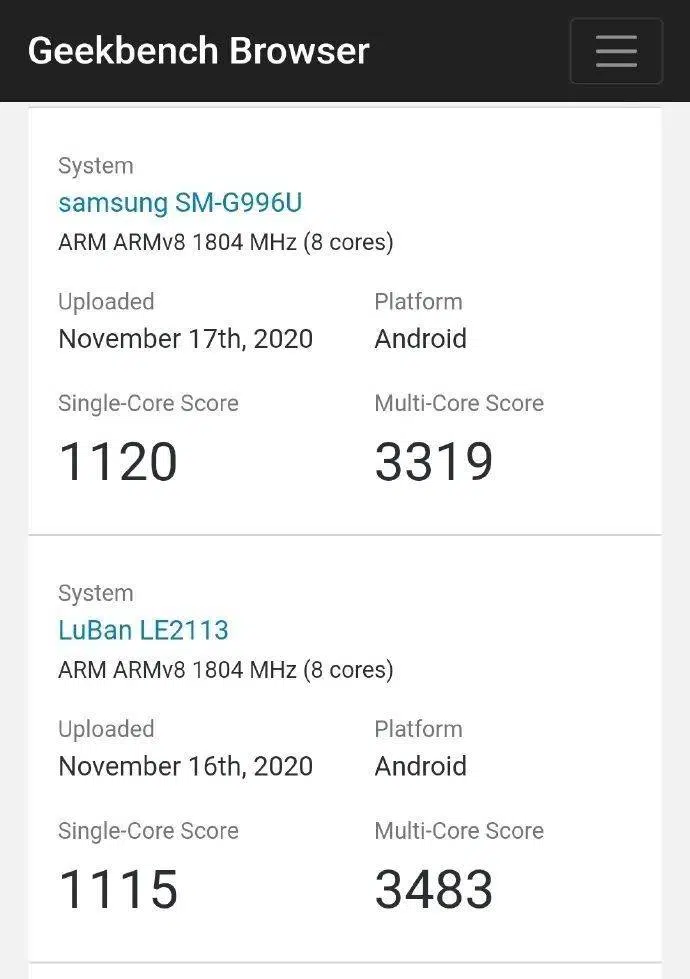 Geekbench Browser
System
samsung SM-G996U
ARM ARMv8 1804 MHz (8 cores)
Uploaded Platform
November 17th, 2020 Android
Single-Core Score Multi-Core Score
1120 3319
System
LuBan LE2113
ARM ARMv8 1804 MHz (8 cores)
Uploaded Platform
November 16th, 2020 Android
Single-Core Score Multi-Core Score
1115 3483